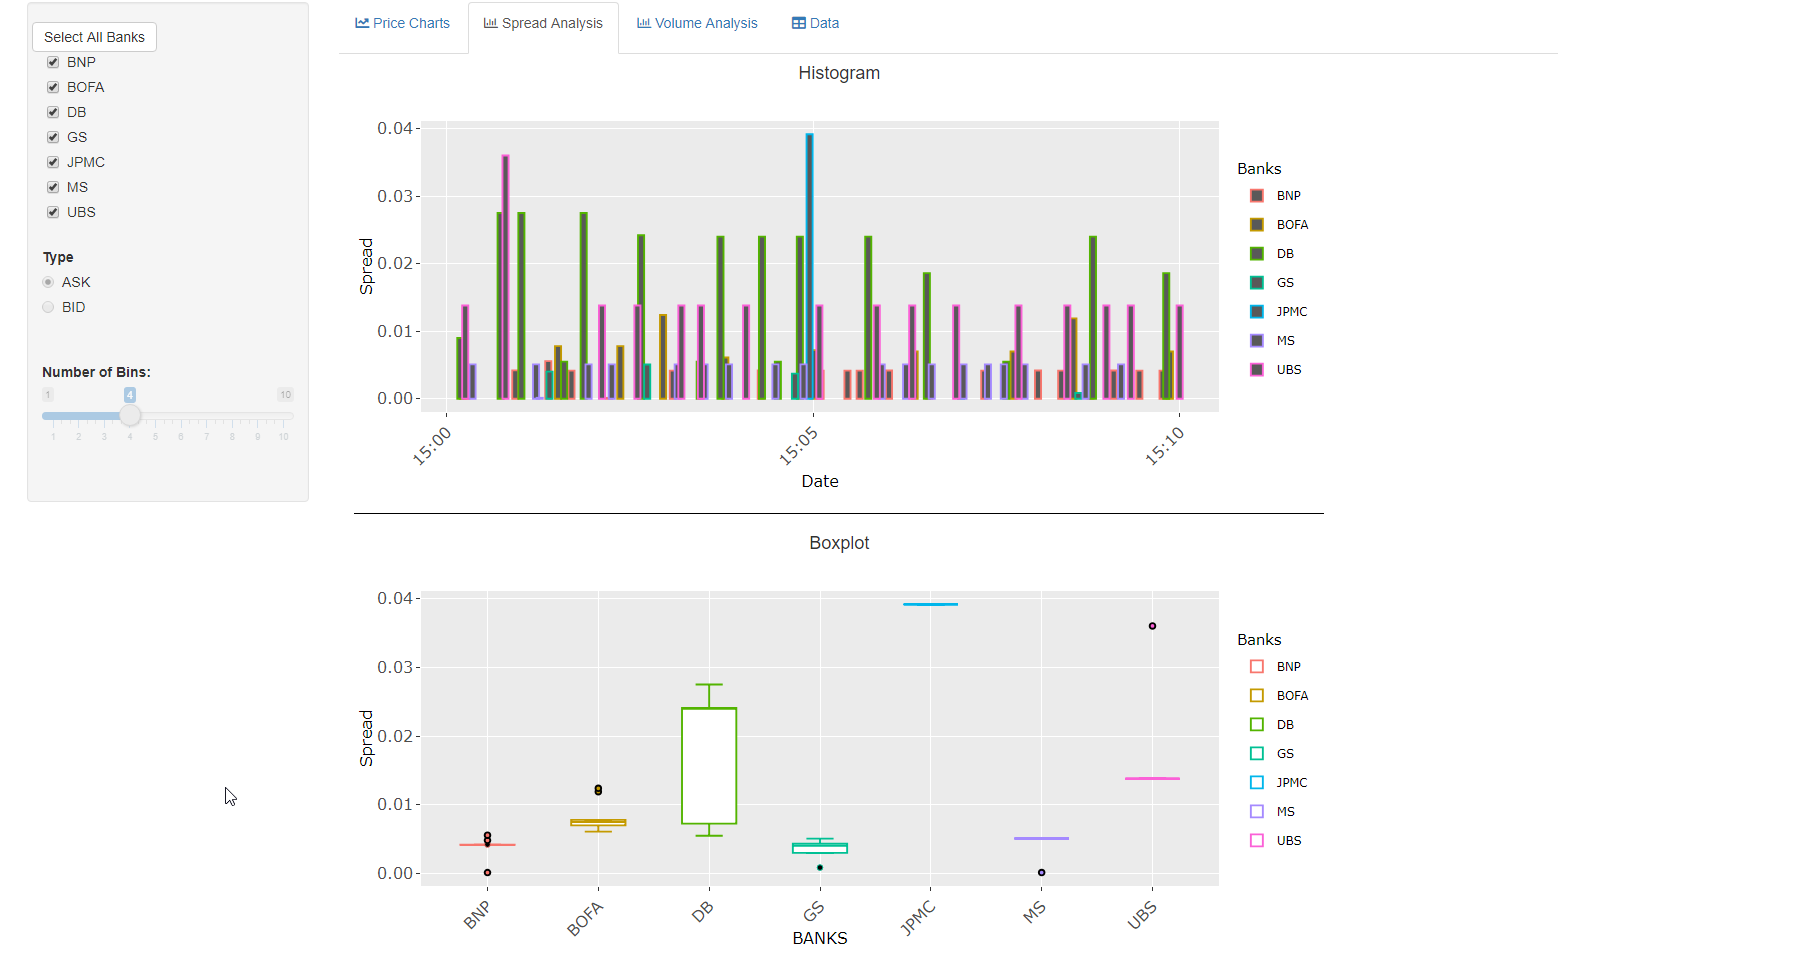 Price Charts
Spread Analysis
Volume Analysis
Data
Select All Banks
BNP
BOFA
DB
GS
JPMC
MS
UBS
Type
ASK
BID
Number of Bins:
1 4 10
1 2 3 4 5 6 7 8 9 10
Histogram
Spread
0.04
0.03
0.02
0.01
0.00
15:00 15:05 15:10
Date
Banks
BNP
BOFA
DB
GS
JPMC
MS
UBS
Boxplot
Spread
0.04
0.03
0.02
0.01
0.00
BNP BOFA DB GS JPMC MS UBS
BANKS
Banks
BNP
BOFA
DB
GS
JPMC
MS
UBS